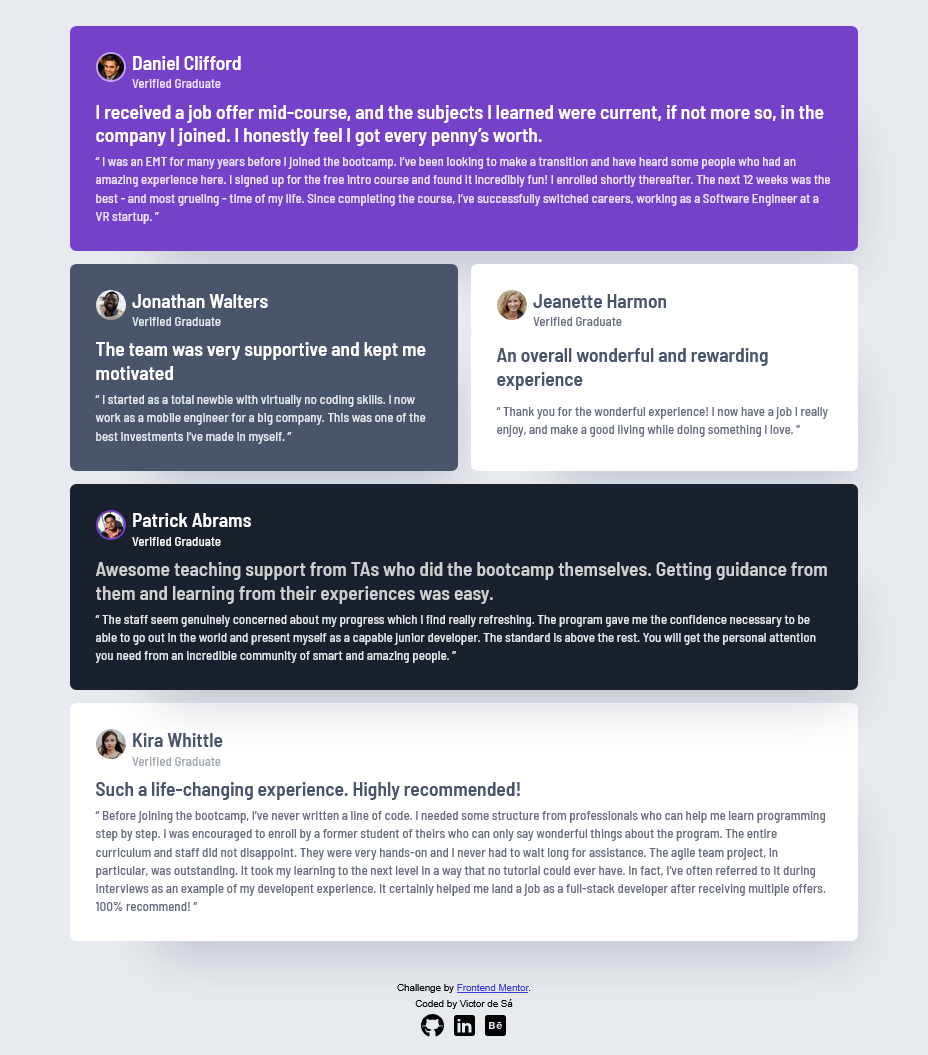 Daniel Clifford
Verified Graduate
I received a job offer mid-course, and the subjects I learned were current, if not more so, in the
company I joined. I honestly feel I got every penny’s worth.
“ I was an EMT for many years before I joined the bootcamp. I’ve been looking to make a transition and have heard some people who had an
amazing experience here. I signed up for the free intro course and found it incredibly fun! I enrolled shortly thereafter. The next 12 weeks was the
best - and most grueling - time of my life. Since completing the course, I’ve successfully switched careers, working as a Software Engineer at a
VR startup. ”
Jonathan Walters
Verified Graduate
The team was very supportive and kept me
motivated
“ I started as a total newbie with virtually no coding skills. I now
work as a mobile engineer for a big company. This was one of the
best investments I’ve made in myself. “
Jeanette Harmon
Verified Graduate
An overall wonderful and rewarding
experience
“ Thank you for the wonderful experience! I now have a job I really
enjoy, and make a good living while doing something I love. ”
Patrick Abrams
Verified Graduate
Awesome teaching support from TAs who did the bootcamp themselves. Getting guidance from
them and learning from their experiences was easy.
“ The staff seem genuinely concerned about my progress which I find really refreshing. The program gave me the confidence necessary to be
able to go out in the world and present myself as a capable junior developer. The standard is above the rest. You will get the personal attention
you need from an incredible community of smart and amazing people. ”
Kira Whittle
Verified Graduate
Such a life-changing experience. Highly recommended!
“ Before joining the bootcamp, I’ve never written a line of code. I needed some structure from professionals who can help me learn programming
step by step. I was encouraged to enroll by a former student of theirs who can only say wonderful things about the program. The entire
curriculum and staff did not disappoint. They were very hands-on and I never had to wait long for assistance. The agile team project, in
particular, was outstanding. It took my learning to the next level in a way that no tutorial could ever have. In fact, I’ve often referred to it during
interviews as an example of my developent experience. It certainly helped me land a job as a full-stack developer after receiving multiple offers.
100% recommend! ”
Challenge by Frontend Mentor.
Coded by Victor de Sá
in Bē